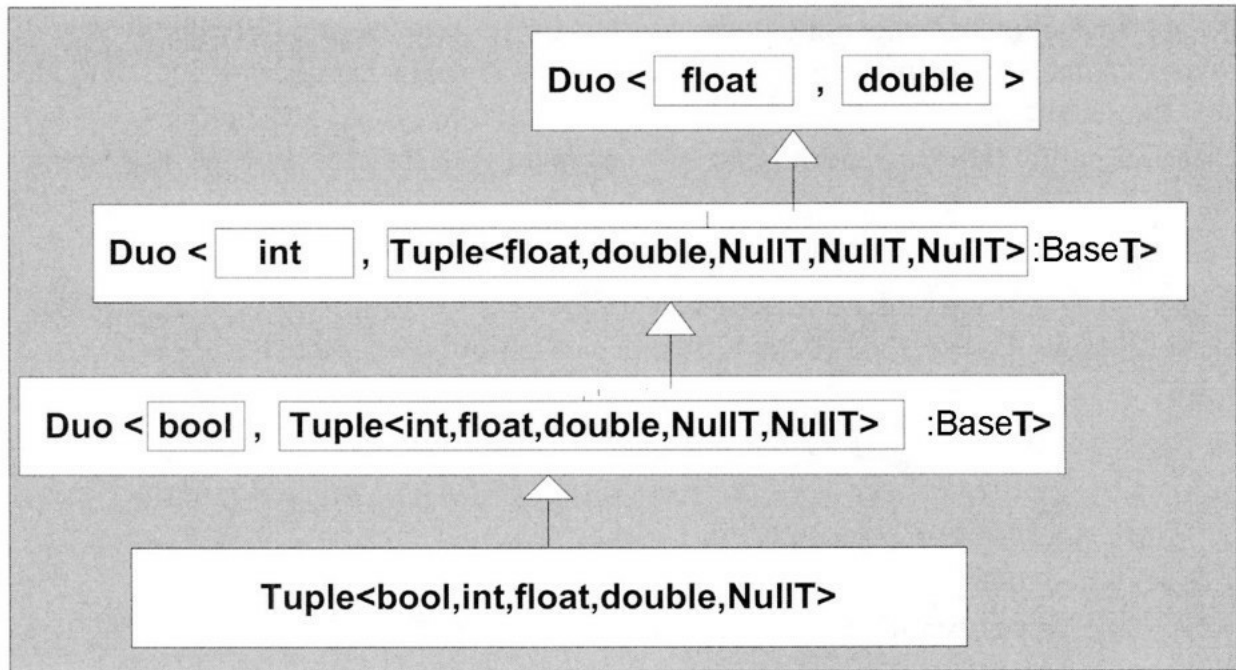 Duo < float , double >
Duo < int , Tuple<float,double,NullT,NullT,NullT> :BaseT>
Duo < bool , Tuple<int,float,double,NullT,NullT> :BaseT>
Tuple<bool,int,float,double,NullT>